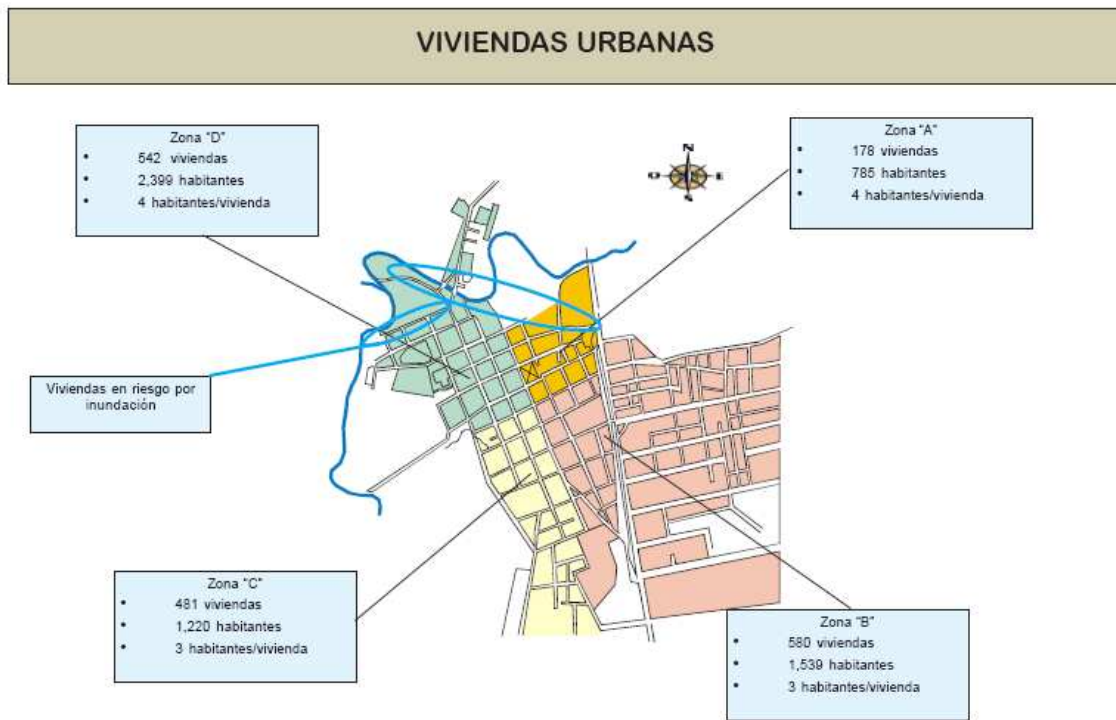 VIVIENDAS URBANAS
Zona "D"
• 542 viviendas
• 2,399 habitantes
• 4 habitantes/vivienda
Zona "A"
• 178 viviendas
• 785 habitantes
• 4 habitantes/vivienda
N
O E
S
Viviendas en riesgo por
inundación
Zona "C"
• 481 viviendas
• 1,220 habitantes
• 3 habitantes/vivienda
Zona "B"
• 580 viviendas
• 1,539 habitantes
• 3 habitantes/vivienda